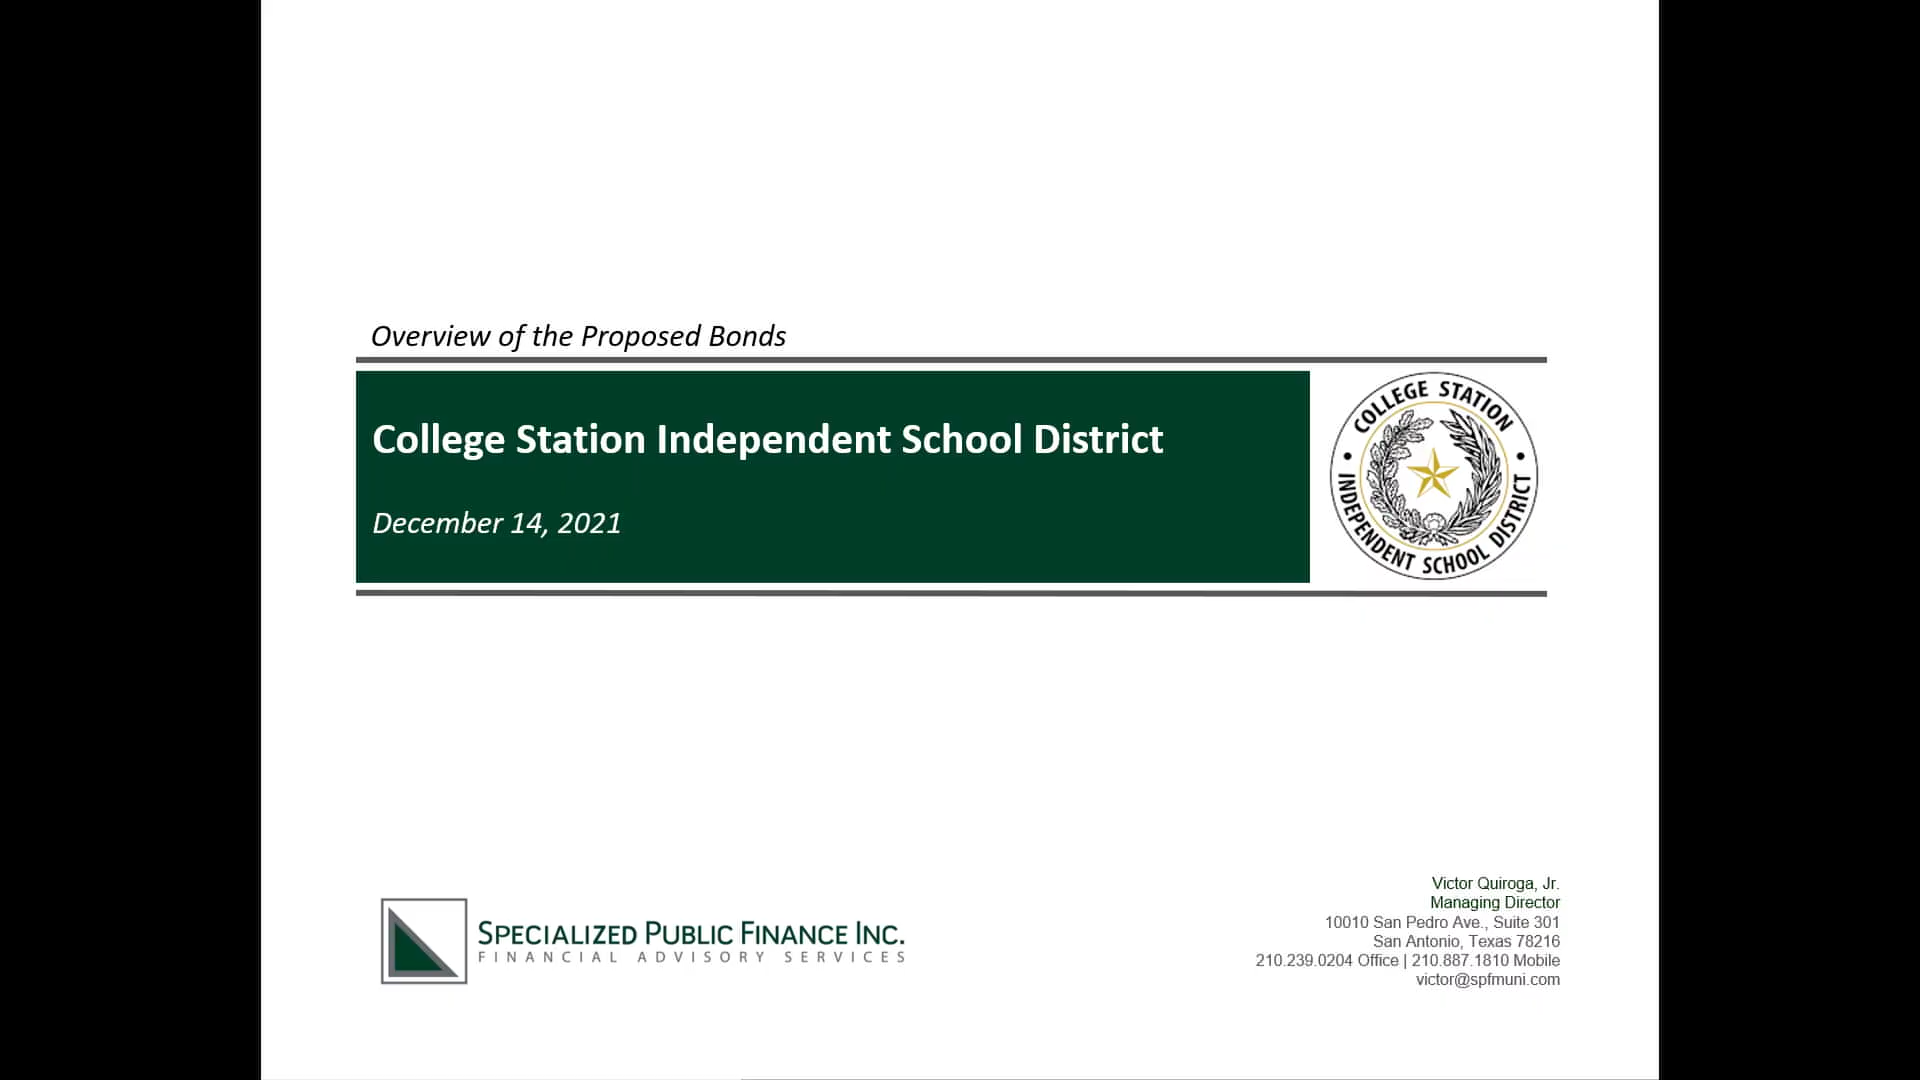 Overview of the Proposed Bonds
College Station Independent School District
December 14, 2021
COLLEGE STATION
INDEPENDENT SCHOOL DISTRICT
SPECIALIZED PUBLIC FINANCE INC.
FINANCIAL ADVISORY SERVICES
Victor Quiroga, Jr.
Managing Director
10010 San Pedro Ave., Suite 301
San Antonio, Texas 78216
210.239.0204 Office | 210.887.1810 Mobile
victor@spfmuni.com